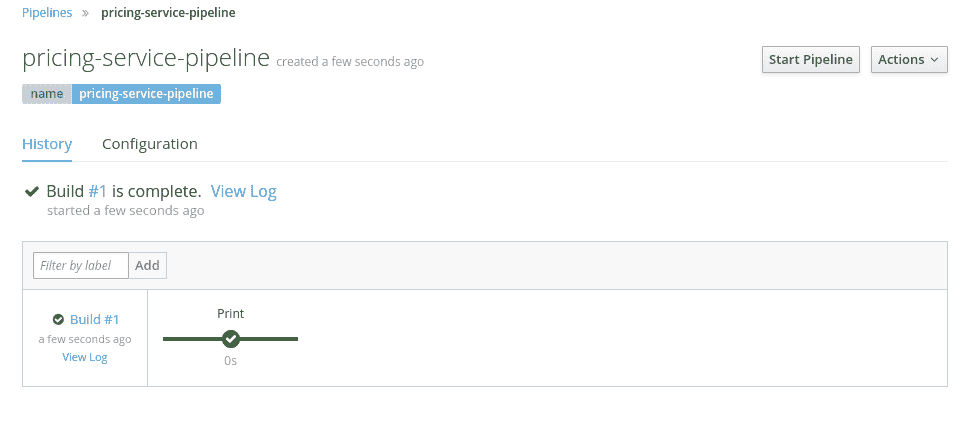 Pipelines » pricing-service-pipeline
pricing-service-pipeline created a few seconds ago
Start Pipeline
Actions
name pricing-service-pipeline
History Configuration
Build #1 is complete. View Log
started a few seconds ago
Filter by label Add
Build #1
a few seconds ago
View Log
Print
0s